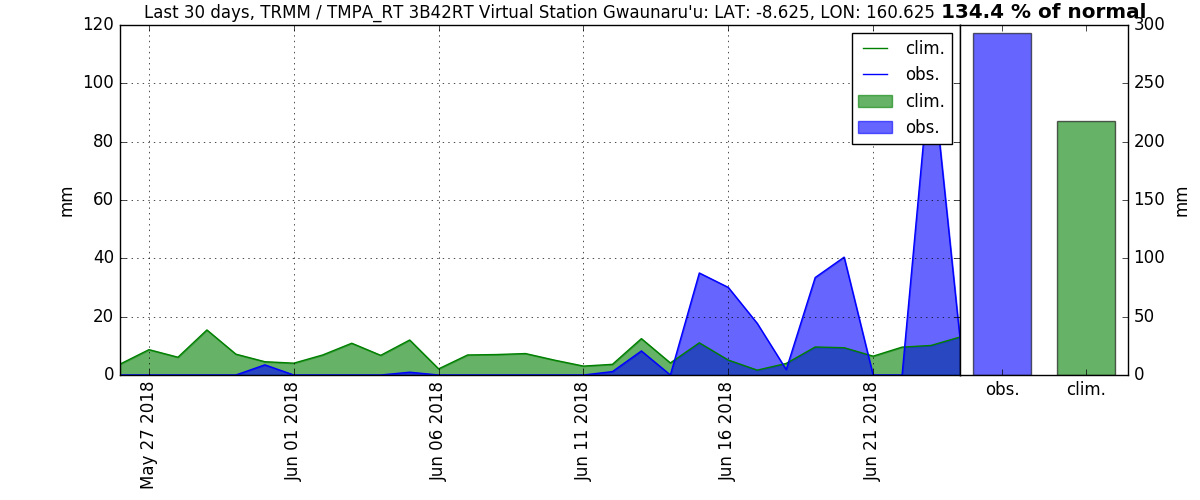 Last 30 days, TRMM / TMPA_RT 3B42RT Virtual Station Gwaunaru'u: LAT: -8.625, LON: 160.625 134.4 % of normal
120
100
80
60
40
20
0
mm
clim.
obs.
clim.
obs.
May 27 2018
Jun 01 2018
Jun 06 2018
Jun 11 2018
Jun 16 2018
Jun 21 2018
300
250
200
150
100
50
0
mm
obs.
clim.